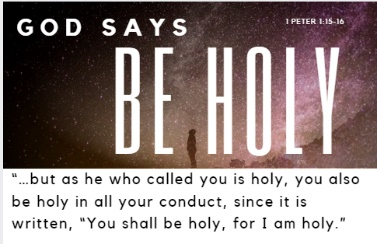 GOD SAYS
1 PETER 1:15-16
BE HOLY
"...but as he who called you is holy, you also
be holy in all your conduct, since it is
written, "You shall be holy, for I am holy."